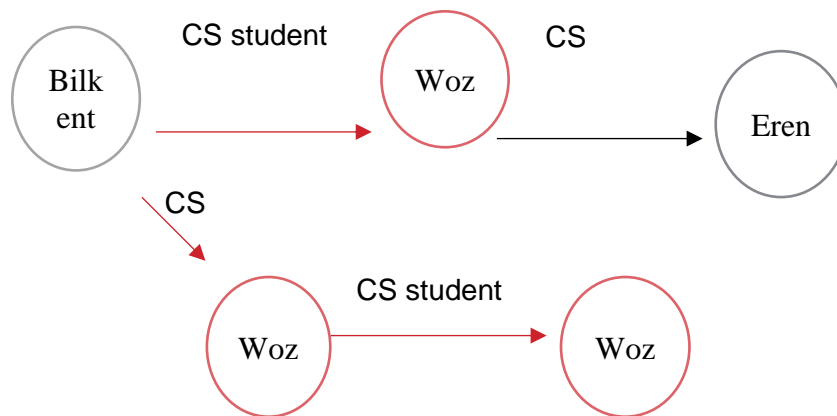 CS student
CS
Bilk
ent
Woz
Eren
CS
CS student
Woz
Woz